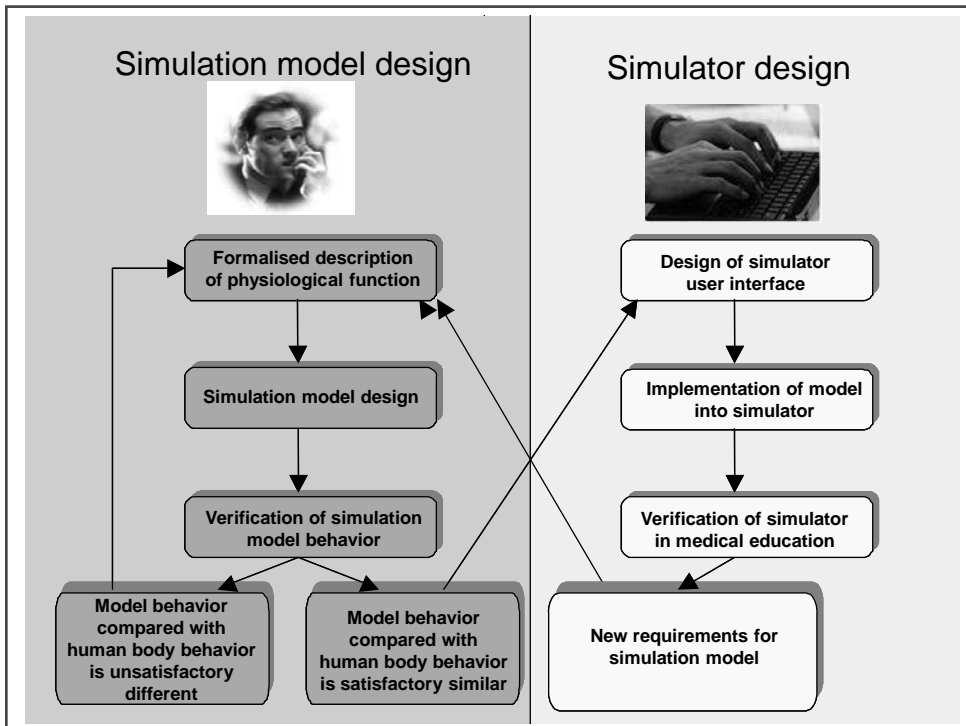 Simulation model design
Formalised description
of physiological function
Simulation model design
Verification of simulation
model behavior
Model behavior
compared with
human body behavior
is unsatisfactory
different
Model behavior
compared with
human body behavior
is satisfactory similar
Simulator design
Design of simulator
user interface
Implementation of model
into simulator
Verification of simulator
in medical education
New requirements for
simulation model